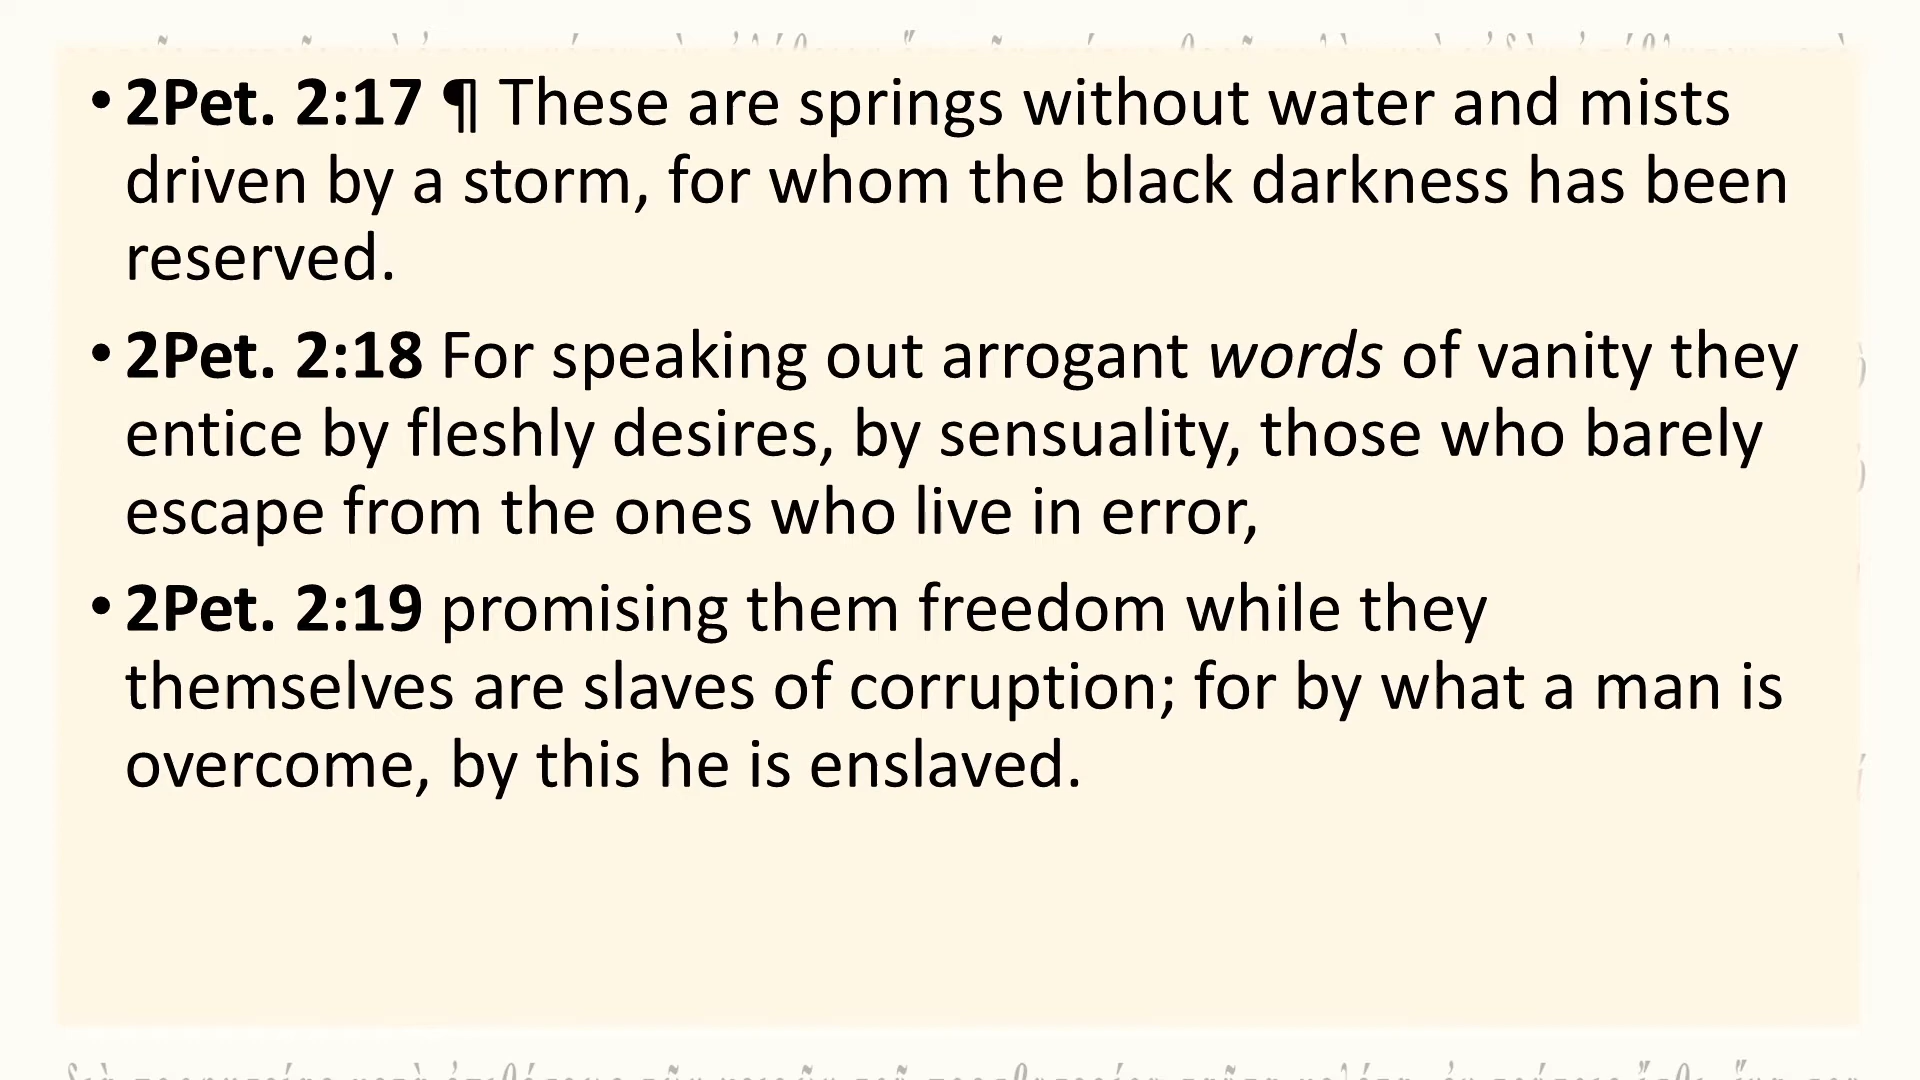 • 2Pet. 2:17 ¶ These are springs without water and mists
driven by a storm, for whom the black darkness has been
reserved.
• 2Pet. 2:18 For speaking out arrogant words of vanity they
entice by fleshly desires, by sensuality, those who barely
escape from the ones who live in error,
• 2Pet. 2:19 promising them freedom while they
themselves are slaves of corruption; for by what a man is
overcome, by this he is enslaved.